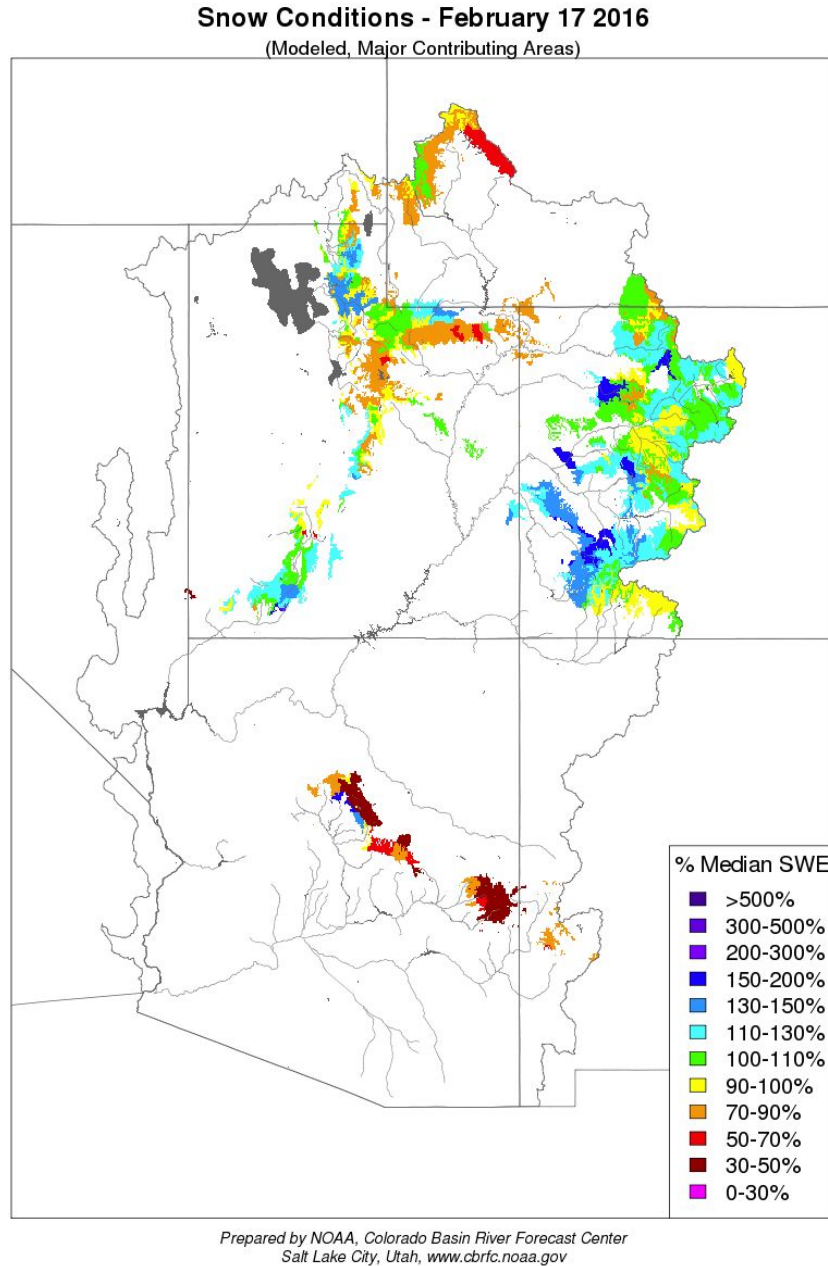 Snow Conditions - February 17 2016
(Modeled, Major Contributing Areas)
% Median SWE
>500%
300-500%
200-300%
150-200%
130-150%
110-130%
100-110%
90-100%
70-90%
50-70%
30-50%
0-30%
Prepared by NOAA, Colorado Basin River Forecast Center
Salt Lake City, Utah, www.cbrfc.noaa.gov